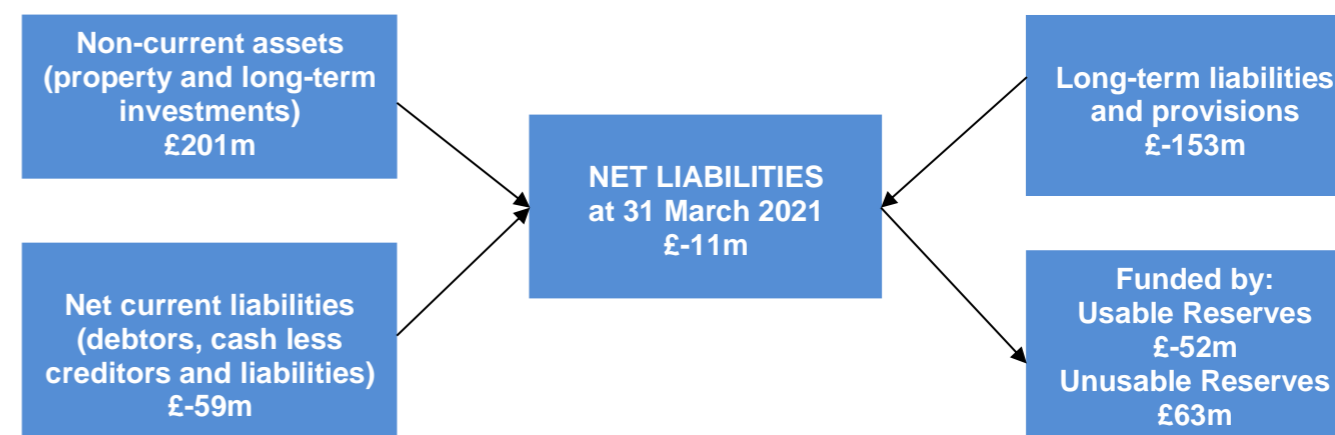 Non-current assets
(property and long-term
investments)
£201m
Net current liabilities
(debtors, cash less
creditors and liabilities)
£-59m
NET LIABILITIES
at 31 March 2021
£-11m
Long-term liabilities
and provisions
£-153m
Funded by:
Usable Reserves
£-52m
Unusable Reserves
£63m